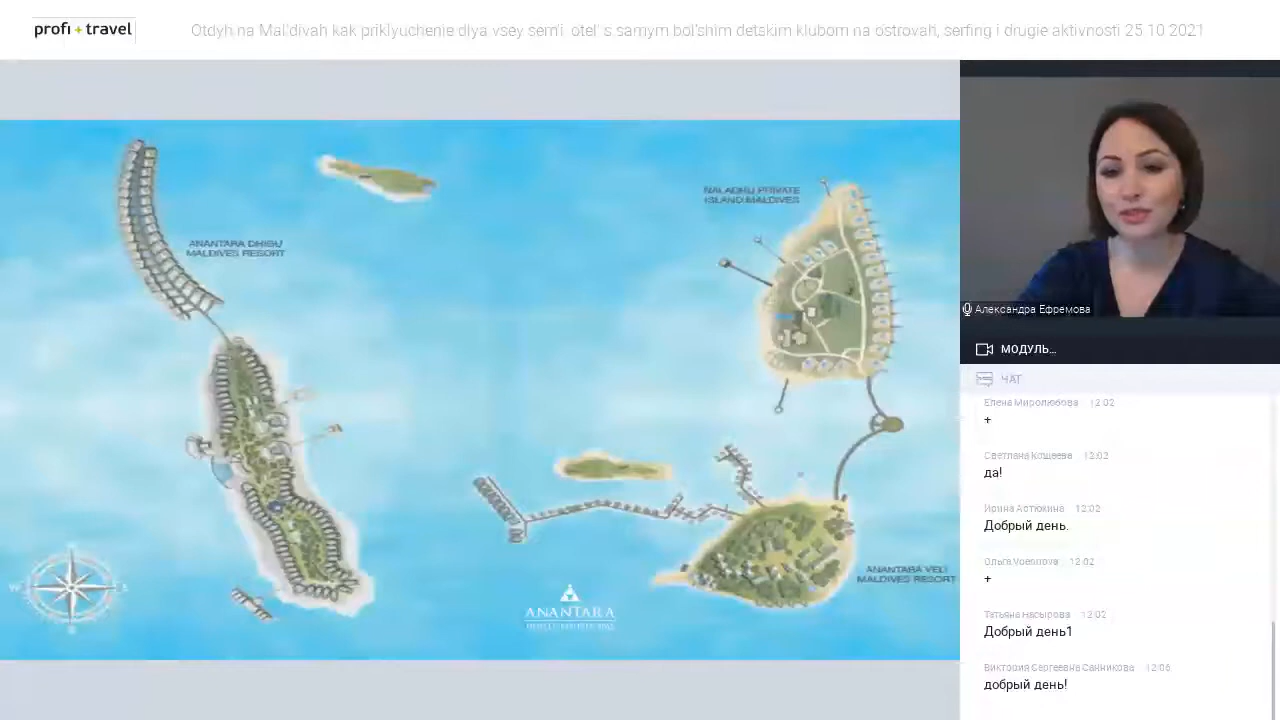 profi + travel
Otdyh na Mal'divah kak priklyuchenie dlya vsey sem'i otel' s samym bol'shim detskim klubom na ostrovah, serfing i drugie aktivnosti 25 10 2021
NALADHU PRIVATE
ISLAND MALDIVES
ANANTARA DHIGU
MALDIVES RESORT
ANANTARA VELI
MALDIVES RESORT
ANANTARA
W
S
Александра Ефремова
МОДУЛЬ...
ЧАТ
Елена Миролюбова 12:02
+
Светлана Кощеева 12:02
да!
Ирина Артюхина 12:02
Добрый день.
Ольга 12:02
+
Татьяна Насырова 12:02
Добрый день1
Виктория Сергеевна Санникова 12:06
добрый день!